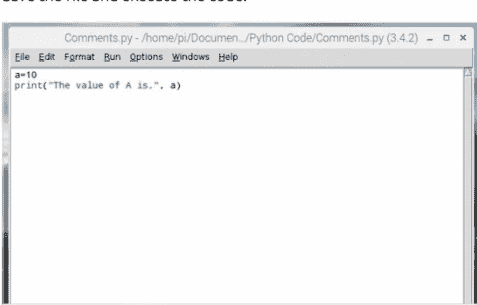 save the file and execute the code.
Comments.py - /home/pi/Documen.../Python Code/Comments.py (3.4.2)
File Edit Format Run Options Windows Help
a=10
print("The value of A is,", a)